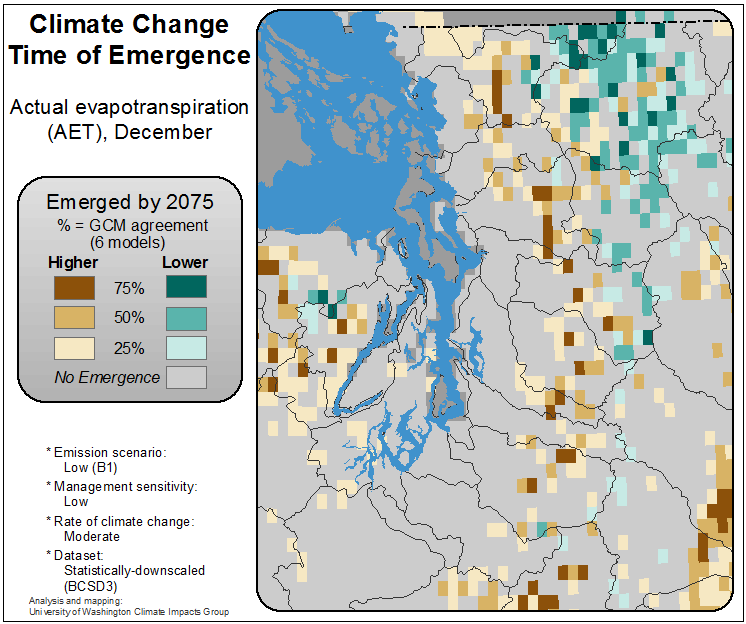 Climate Change
Time of Emergence
Actual evapotranspiration
(AET), December
Emerged by 2075
% = GCM agreement
(6 models)
Higher Lower
75%
50%
25%
No Emergence
* Emission scenario:
Low (B1)
* Management sensitivity:
Low
* Rate of climate change:
Moderate
* Dataset:
Statistically-downscaled
(BCSD3)
Analysis and mapping:
University of Washington Climate Impacts Group